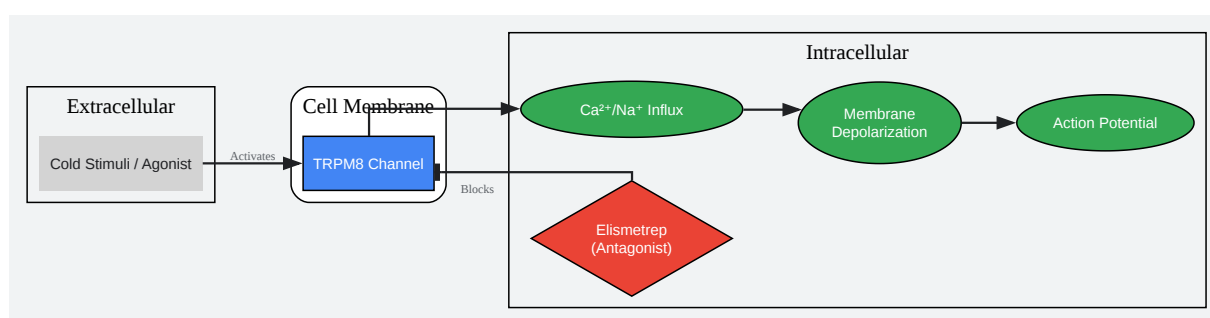 Extracellular
Cold Stimuli / Agonist
Activates
Cell Membrane
TRPM8 Channel
Blocks
Intracellular
Ca²⁺/Na⁺ Influx
Membrane
Depolarization
Action Potential
Elismetrep
(Antagonist)